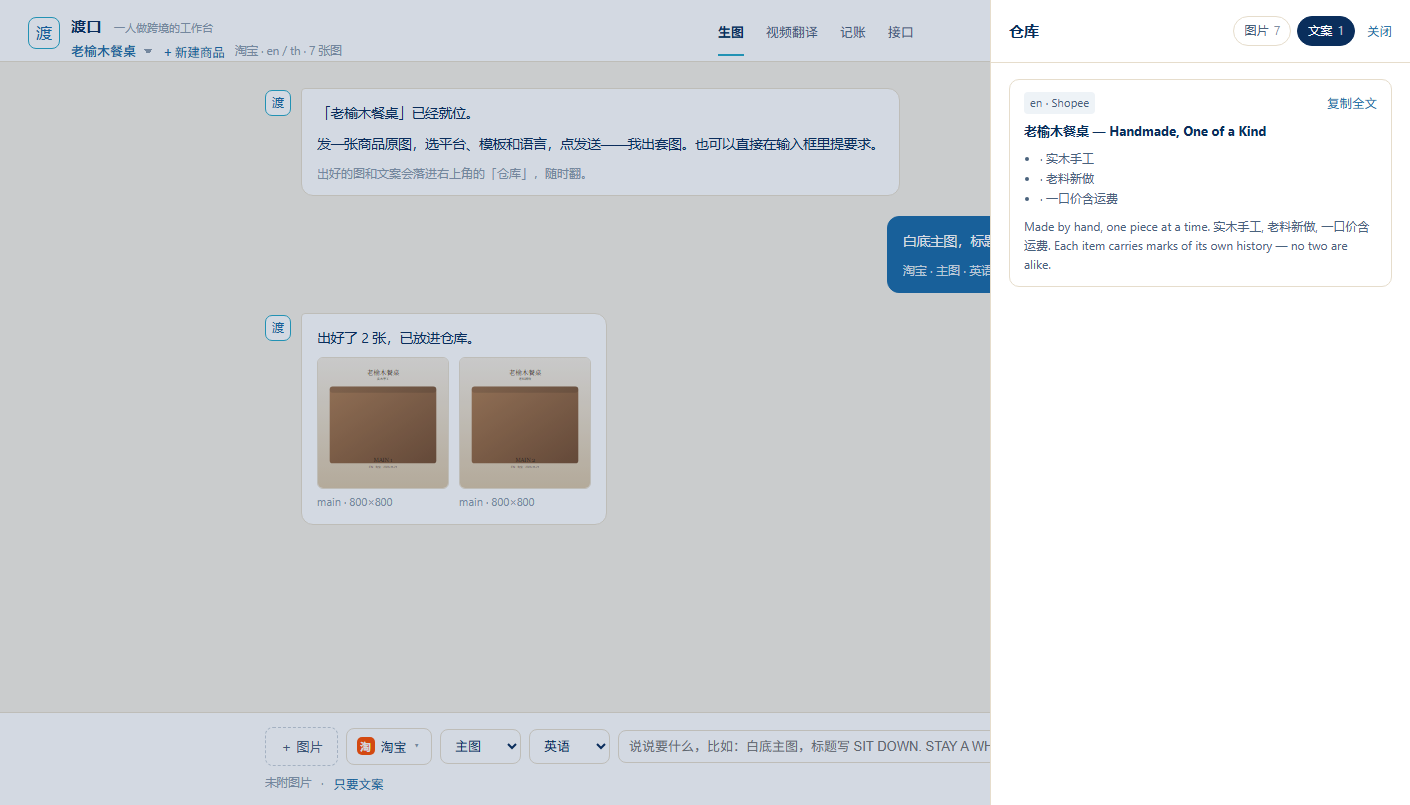 渡
渡口
一人做跨境的工作台
老榆木餐桌
+ 新建商品
淘宝 · en / th · 7 张图
生图
视频翻译
记账
接口
渡
「老榆木餐桌」已经就位。
发一张商品原图，选平台、模板和语言，点发送——我出套图。也可以直接在输入框里提要求。
出好的图和文案会落进右上角的「仓库」，随时翻。
白底主图，标题
淘宝 · 主图 · 英语
渡
出好了 2 张，已放进仓库。
老榆木餐桌
老榆木餐桌
main · 800×800
main · 800×800
+ 图片
淘 淘宝
主图
英语
说说要什么，比如：白底主图，标题写 SIT DOWN. STAY A WH
未附图片 · 只要文案
仓库
图片 7
文案 1
关闭
en · Shopee
复制全文
老榆木餐桌 — Handmade, One of a Kind
• · 实木手工
• · 老料新做
• · 一口价含运费
Made by hand, one piece at a time. 实木手工, 老料新做, 一口价含
运费. Each item carries marks of its own history — no two are
alike.